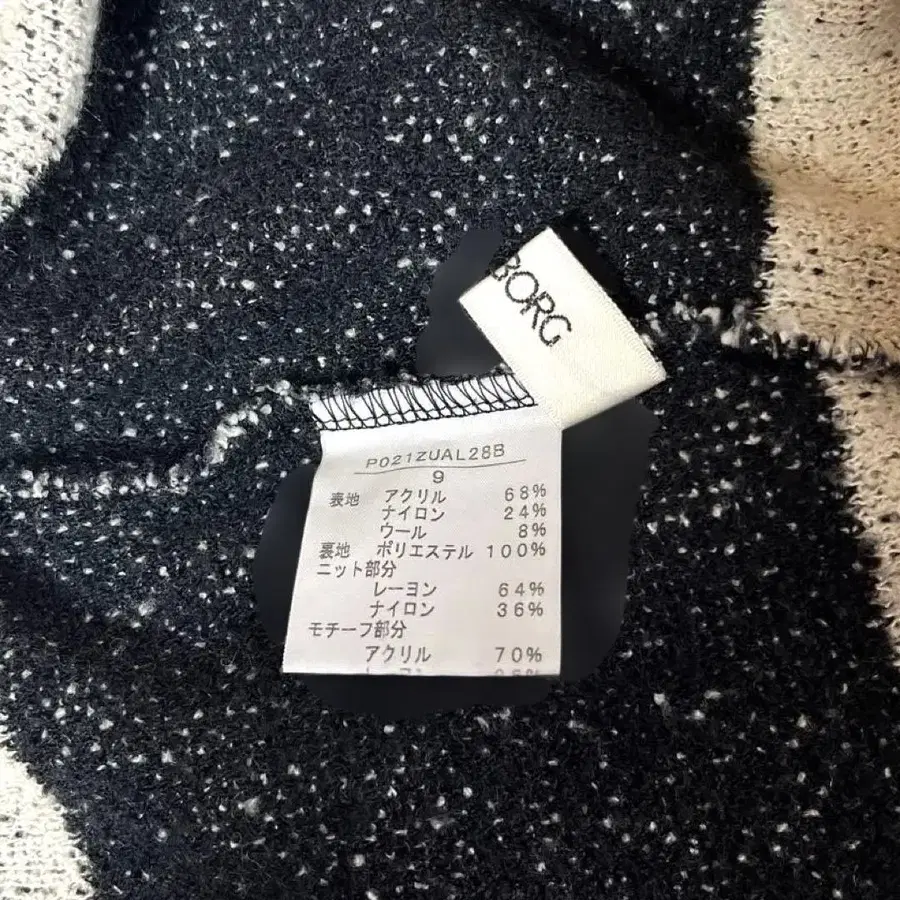 BORG
P021ZUAL28B
9
表地 アクリル 68%
ナイロン 24%
ウール 8%
裏地 ポリエステル 100%
ニット部分
レーヨン 64%
ナイロン 36%
モチーフ部分
アクリル 70%